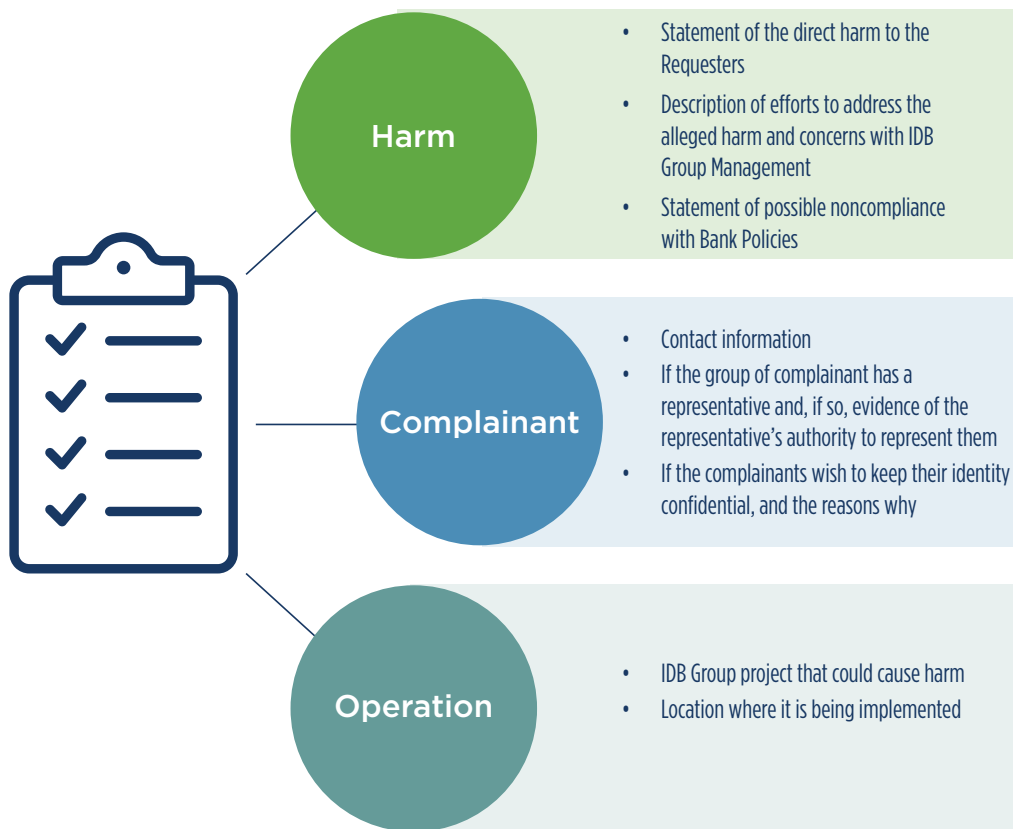 Harm
• Statement of the direct harm to the
Requesters
• Description of efforts to address the
alleged harm and concerns with IDB
Group Management
• Statement of possible noncompliance
with Bank Policies
Complainant
• Contact information
• If the group of complainant has a
representative and, if so, evidence of the
representative’s authority to represent them
• If the complainants wish to keep their identity
confidential, and the reasons why
Operation
• IDB Group project that could cause harm
• Location where it is being implemented